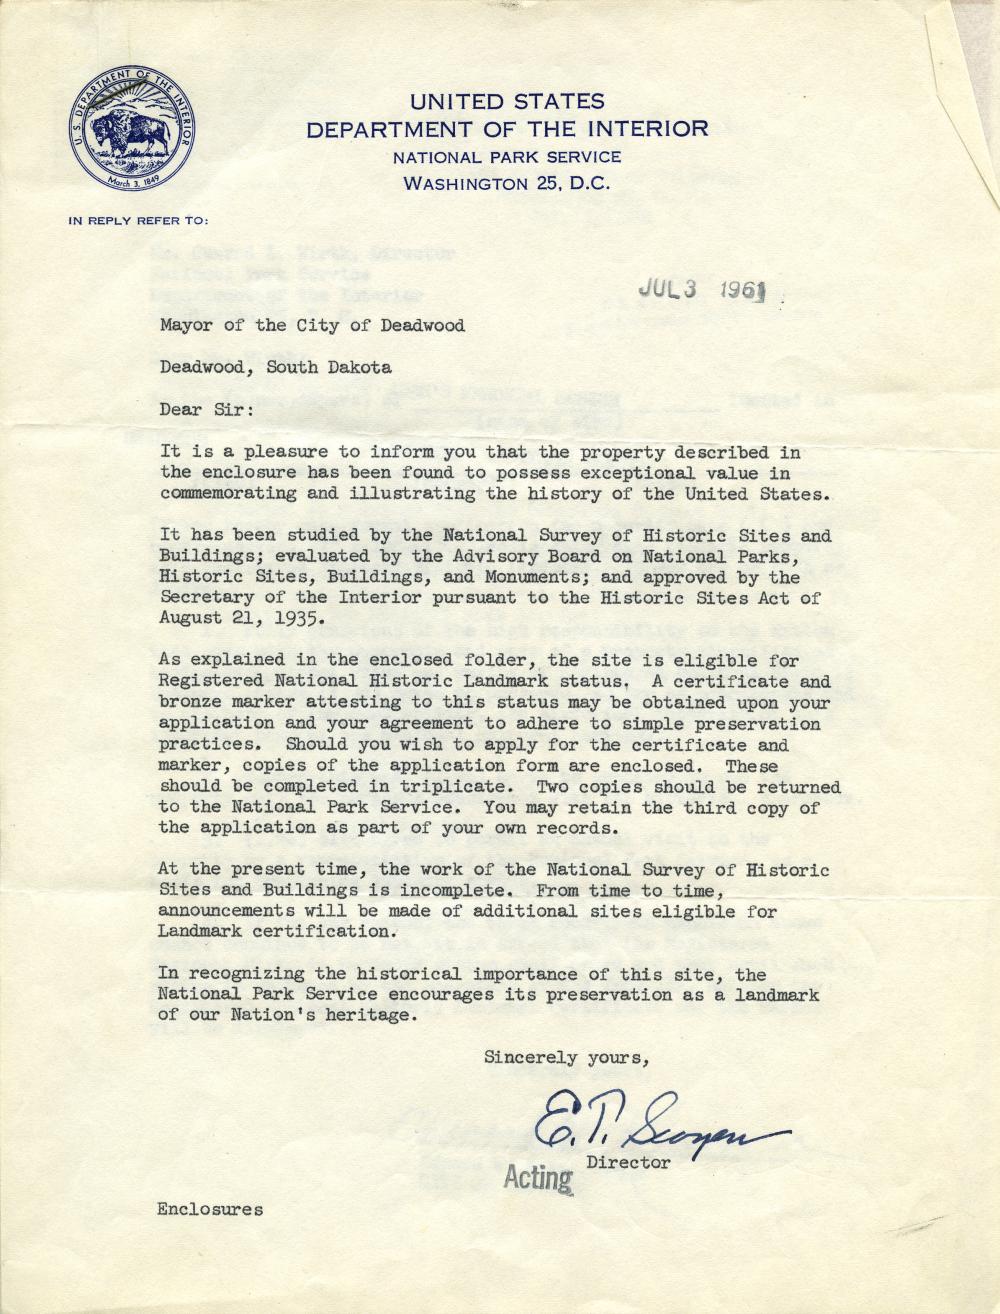 U. S. DEPARTMENT OF THE INTERIOR
March 3, 1849
UNITED STATES
DEPARTMENT OF THE INTERIOR
NATIONAL PARK SERVICE
WASHINGTON 25, D.C.
IN REPLY REFER TO:
JUL 3 1961
Mayor of the City of Deadwood
Deadwood, South Dakota
Dear Sir:
It is a pleasure to inform you that the property described in
the enclosure has been found to possess exceptional value in
commemorating and illustrating the history of the United States.
It has been studied by the National Survey of Historic Sites and
Buildings; evaluated by the Advisory Board on National Parks,
Historic Sites, Buildings, and Monuments; and approved by the
Secretary of the Interior pursuant to the Historic Sites Act of
August 21, 1935.
As explained in the enclosed folder, the site is eligible for
Registered National Historic Landmark status. A certificate and
bronze marker attesting to this status may be obtained upon your
application and your agreement to adhere to simple preservation
practices. Should you wish to apply for the certificate and
marker, copies of the application form are enclosed. These
should be completed in triplicate. Two copies should be returned
to the National Park Service. You may retain the third copy of
the application as part of your own records.
At the present time, the work of the National Survey of Historic
Sites and Buildings is incomplete. From time to time,
announcements will be made of additional sites eligible for
Landmark certification.
In recognizing the historical importance of this site, the
National Park Service encourages its preservation as a landmark
of our Nation's heritage.
Sincerely yours,
E. T. Scoyen
Director
Acting
Enclosures